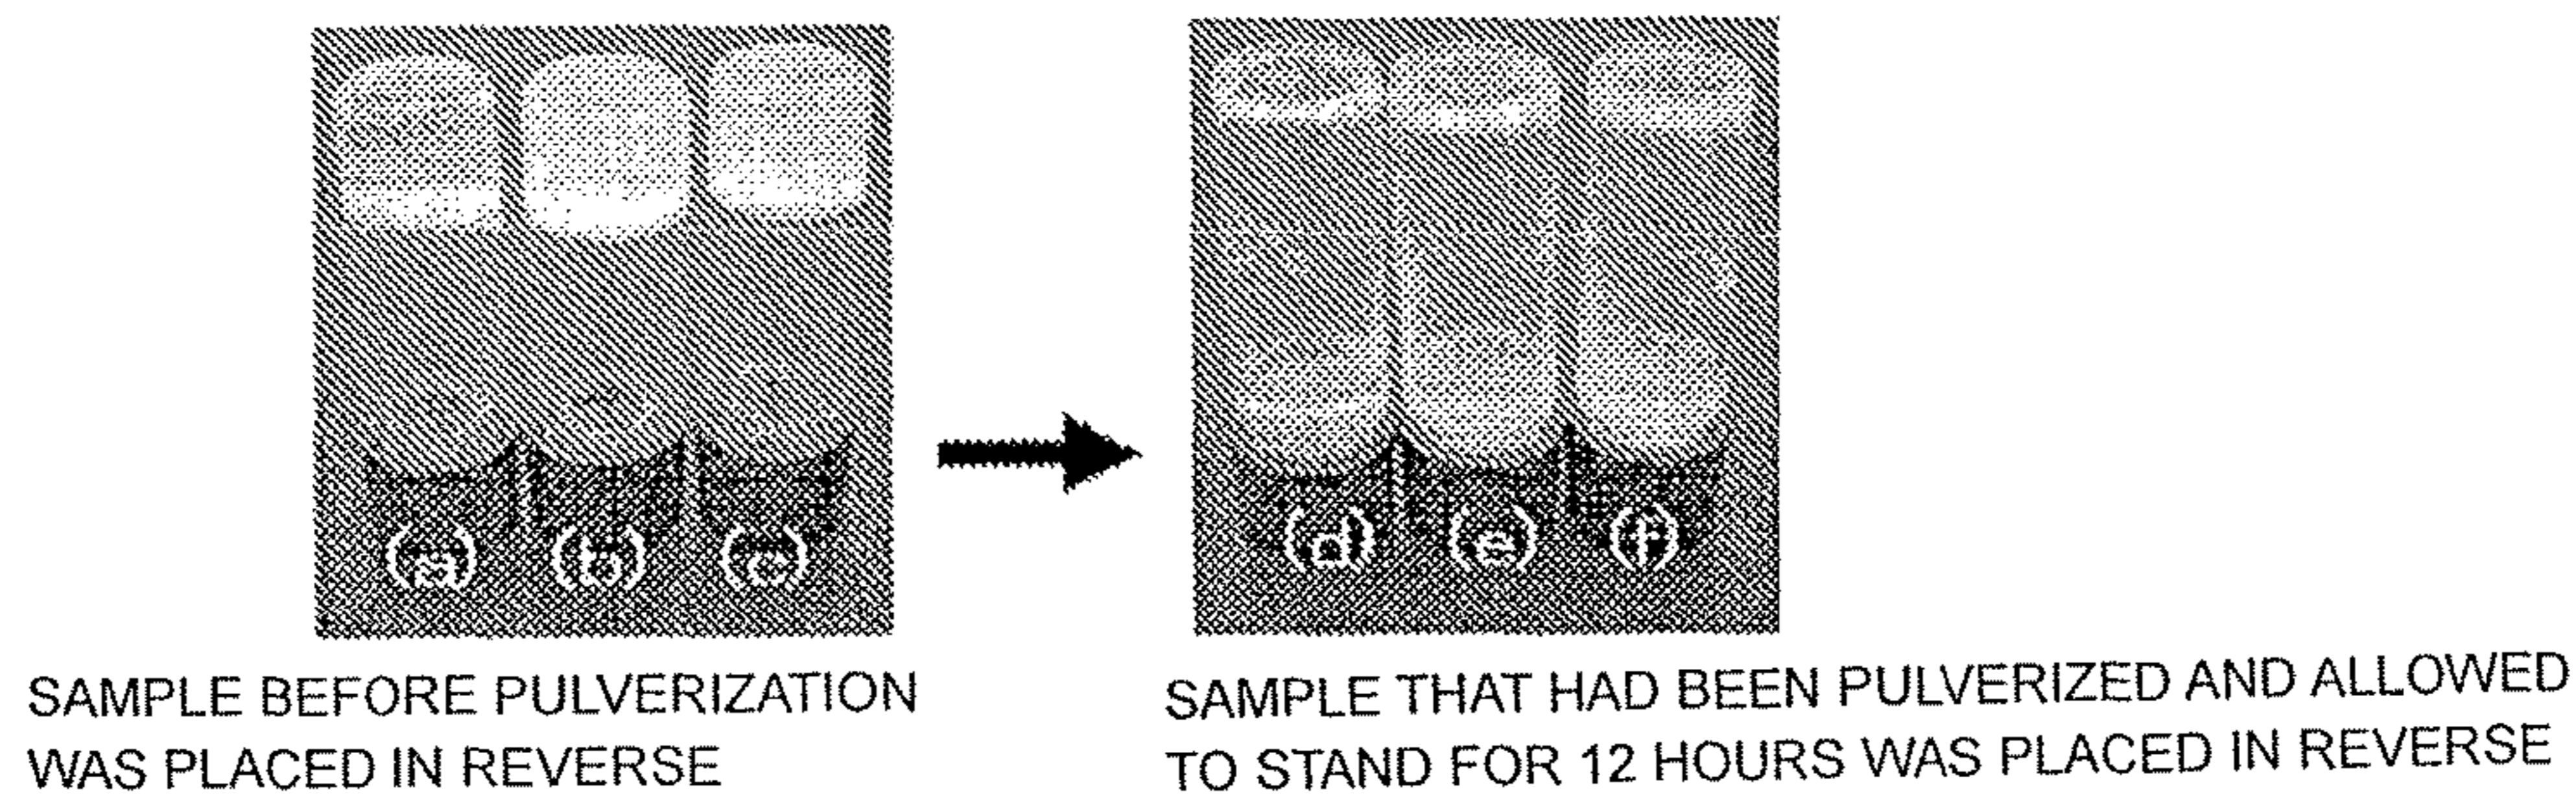 (a) (b) (c)
(d) (e) (f)
SAMPLE BEFORE PULVERIZATION
WAS PLACED IN REVERSE
SAMPLE THAT HAD BEEN PULVERIZED AND ALLOWED
TO STAND FOR 12 HOURS WAS PLACED IN REVERSE